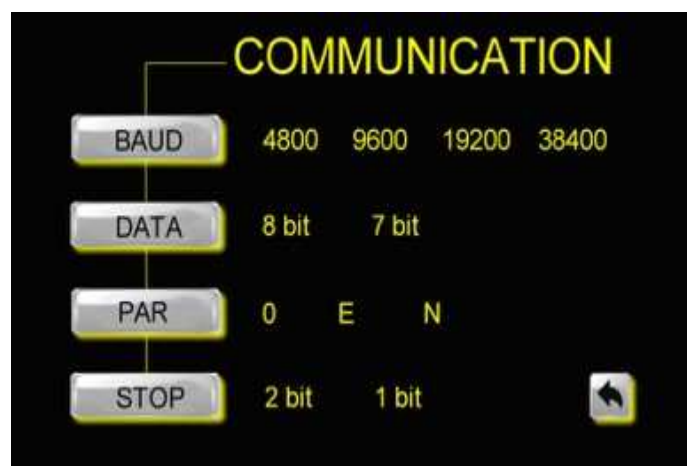 COMMUNICATION
BAUD 4800 9600 19200 38400
DATA 8 bit 7 bit
PAR 0 E N
STOP 2 bit 1 bit